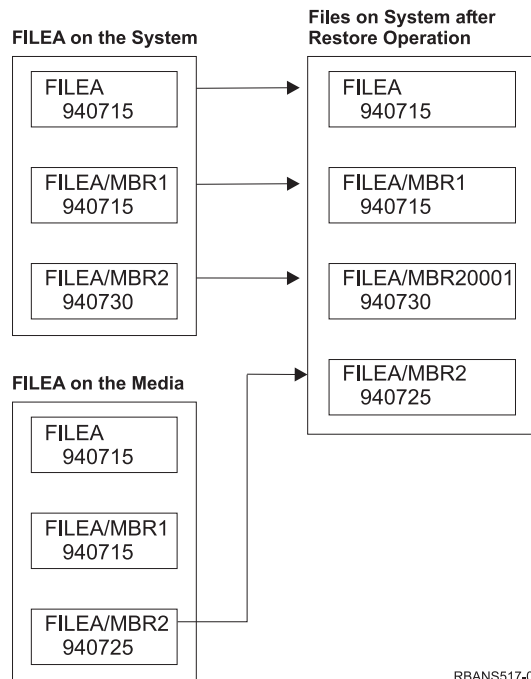 FILEA on the System
FILEA
940715
FILEA/MBR1
940715
FILEA/MBR2
940730
FILEA on the Media
FILEA
940715
FILEA/MBR1
940715
FILEA/MBR2
940725
Files on System after
Restore Operation
FILEA
940715
FILEA/MBR1
940715
FILEA/MBR20001
940730
FILEA/MBR2
940725